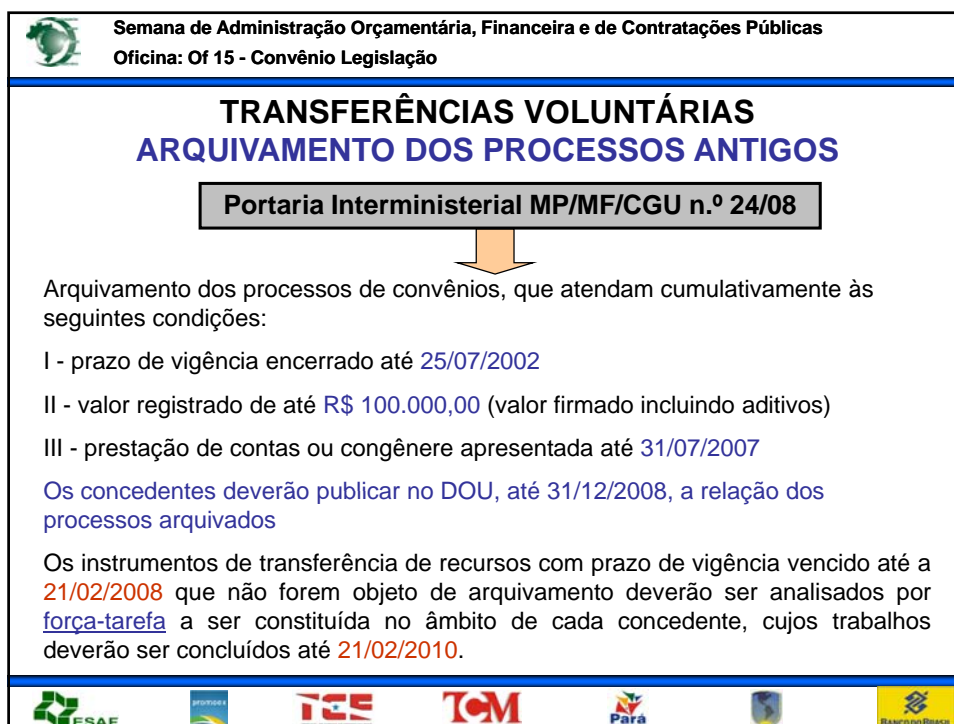 Semana de Administração Orçamentária, Financeira e de Contratações Públicas
Oficina: Of 15 - Convênio Legislação
TRANSFERÊNCIAS VOLUNTÁRIAS
ARQUIVAMENTO DOS PROCESSOS ANTIGOS
Portaria Interministerial MP/MF/CGU n.º 24/08
Arquivamento dos processos de convênios, que atendam cumulativamente às
seguintes condições:
I - prazo de vigência encerrado até 25/07/2002
II - valor registrado de até R$ 100.000,00 (valor firmado incluindo aditivos)
III - prestação de contas ou congênere apresentada até 31/07/2007
Os concedentes deverão publicar no DOU, até 31/12/2008, a relação dos
processos arquivados
Os instrumentos de transferência de recursos com prazo de vigência vencido até a
21/02/2008 que não forem objeto de arquivamento deverão ser analisados por
força-tarefa a ser constituída no âmbito de cada concedente, cujos trabalhos
deverão ser concluídos até 21/02/2010.
ESAF promoex TCE TCM Pará BANCO DO BRASIL